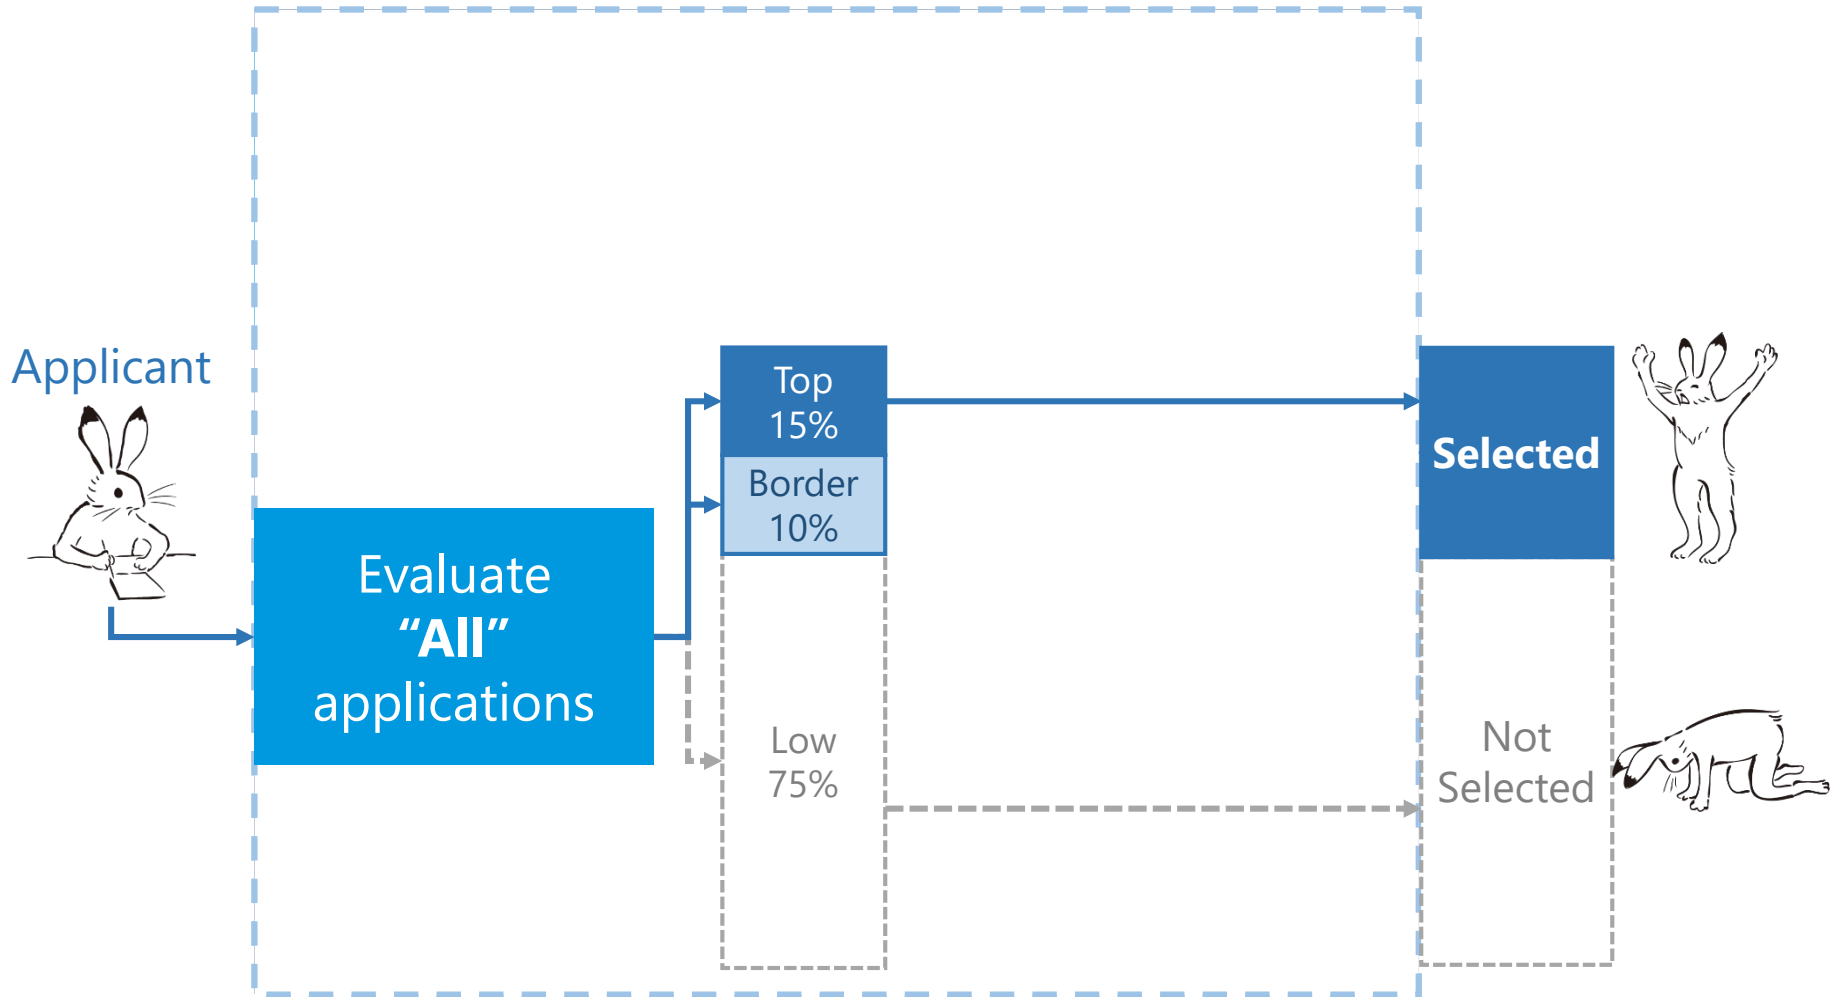 Applicant
Evaluate
“All”
applications
Top
15%
Border
10%
Low
75%
Selected
Not
Selected